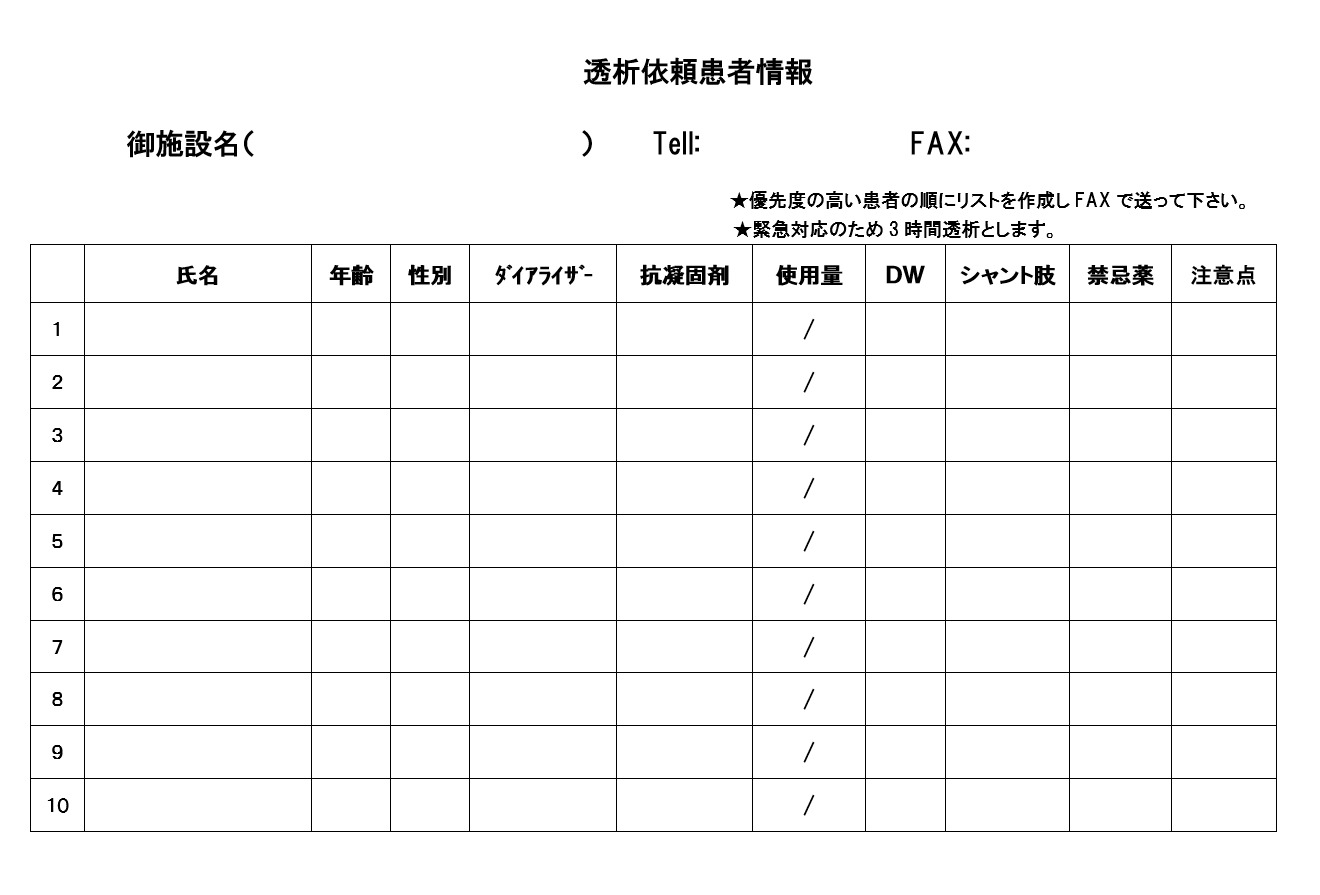 透析依頼患者情報
御施設名( ) Tell: FAX:
★優先度の高い患者の順にリストを作成しFAXで送って下さい。
★緊急対応のため3時間透析とします。
氏名 年齢 性別 ﾀﾞｲｱﾗｲｻﾞｰ 抗凝固剤 使用量 DW シャント肢 禁忌薬 注意点
1 /
2 /
3 /
4 /
5 /
6 /
7 /
8 /
9 /
10 /